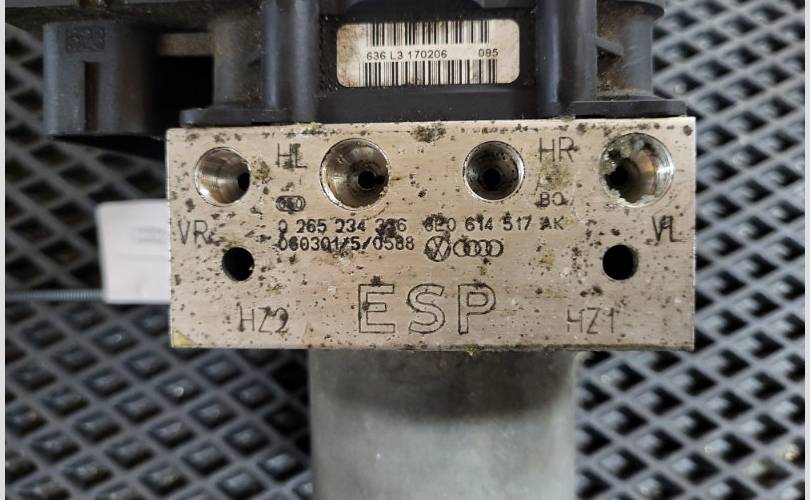 636 L3 170206 085
HL HR
BO
0 265 234 336 8E0 614 517 AK
VR VL
060301/5/0588
HZ2 ESP HZ1